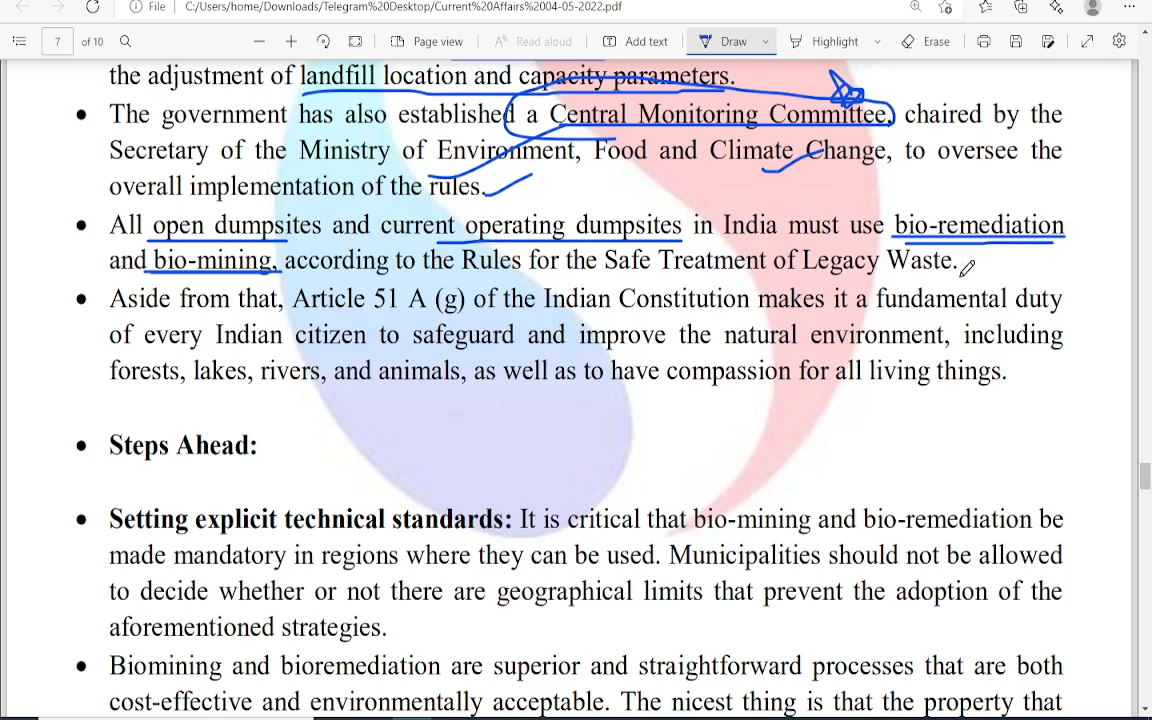 File C:/Users/home/Downloads/Telegram%20Desktop/Current%20Affairs%2004-05-2022.pdf
7 of 10 Page view Read aloud Add text Draw Highlight Erase
the adjustment of landfill location and capacity parameters.
• The government has also established a Central Monitoring Committee, chaired by the
Secretary of the Ministry of Environment, Food and Climate Change, to oversee the
overall implementation of the rules.
• All open dumpsites and current operating dumpsites in India must use bio-remediation
and bio-mining, according to the Rules for the Safe Treatment of Legacy Waste.
• Aside from that, Article 51 A (g) of the Indian Constitution makes it a fundamental duty
of every Indian citizen to safeguard and improve the natural environment, including
forests, lakes, rivers, and animals, as well as to have compassion for all living things.
• Steps Ahead:
• Setting explicit technical standards: It is critical that bio-mining and bio-remediation be
made mandatory in regions where they can be used. Municipalities should not be allowed
to decide whether or not there are geographical limits that prevent the adoption of the
aforementioned strategies.
• Biomining and bioremediation are superior and straightforward processes that are both
cost-effective and environmentally acceptable. The nicest thing is that the property that